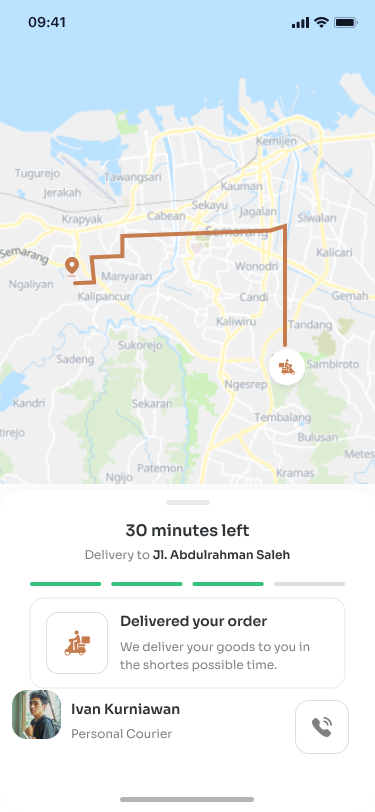 09:41
Kemijen
Tugurejo
Tawangsari
Jerakah
Kauman
Sekayu
Krapyak
Cabean
Jagalan
Siwalan
Semarang
Semarang
Kalicari
Ngaliyan
Manyaran
Wonodri
Kalipancur
Candi
Gemah
Kaliwiru
Tandang
Sukorejo
Sadeng
Sambiroto
Ngesrep
Kandri
Sekaran
Tembalang
tirejo
Bulusan
Metes
Patemon
Ngijo
Kramas
30 minutes left
Delivery to Jl. Abdulrahman Saleh
Delivered your order
We deliver your goods to you in
the shortes possible time.
Ivan Kurniawan
Personal Courier